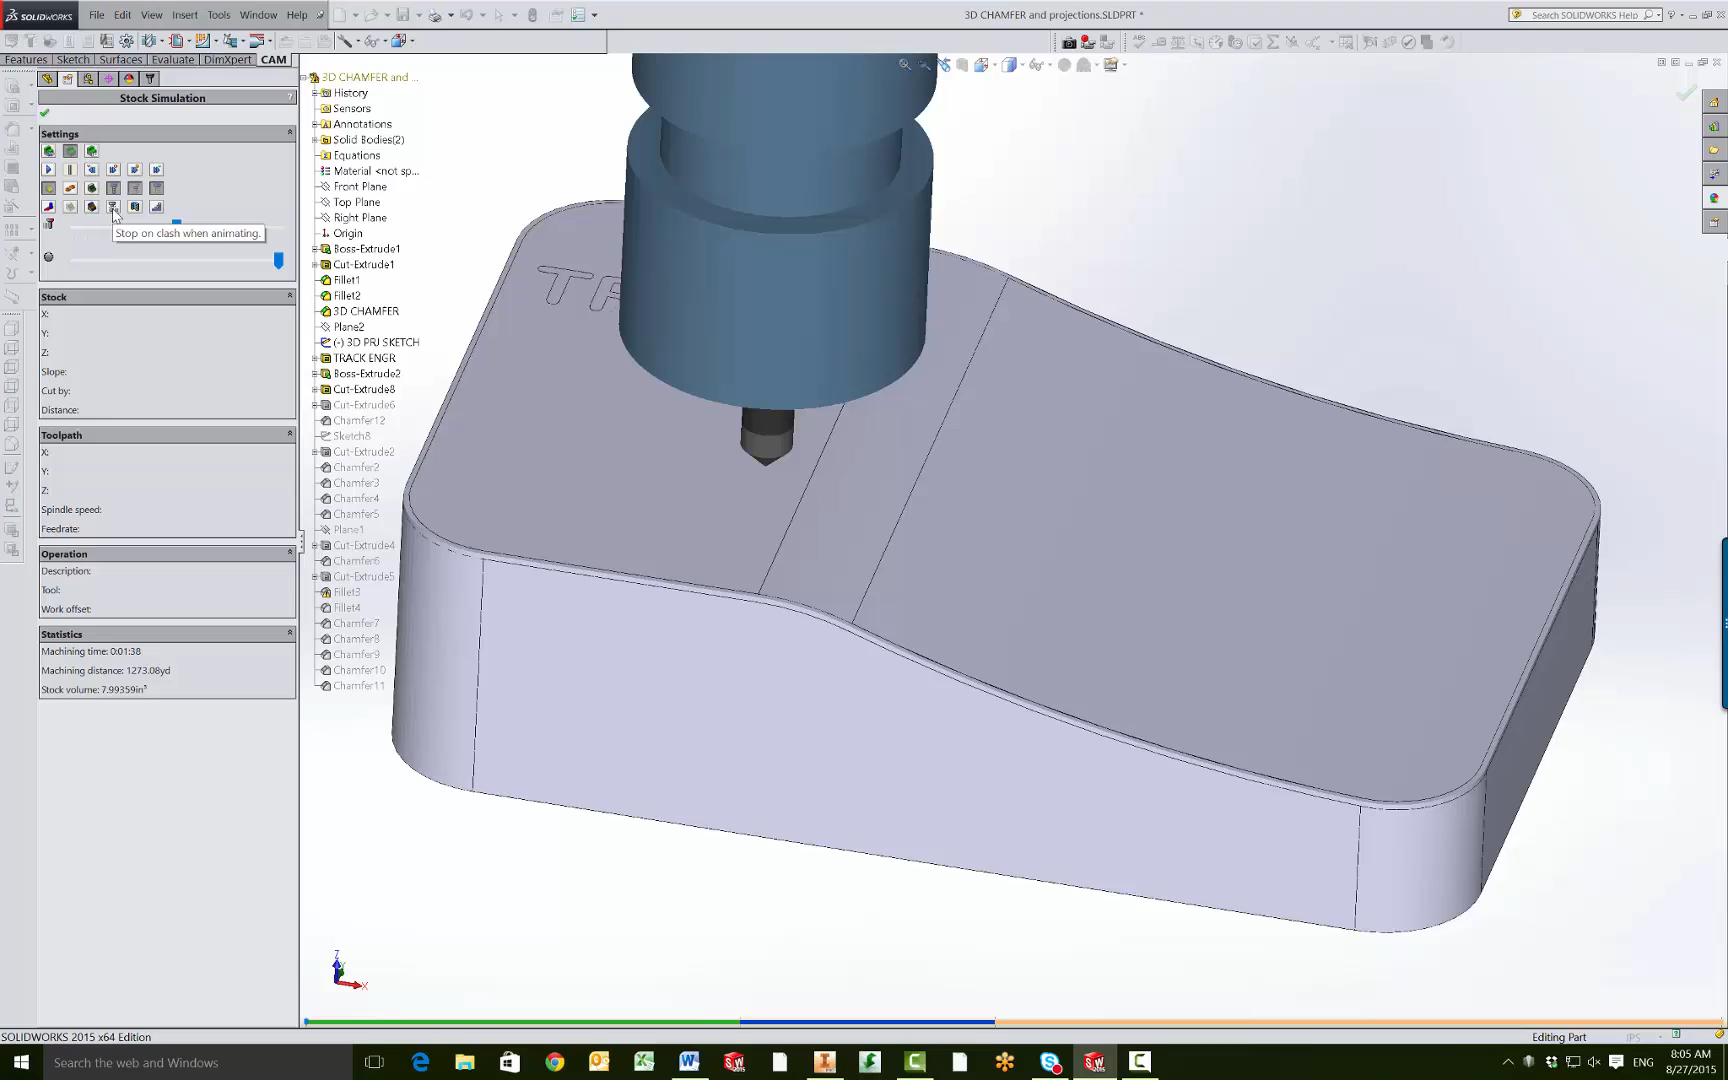 SOLIDWORKS File Edit View Insert Tools Window Help
3D CHAMFER and projections.SLDPRT *
Search SOLIDWORKS Help
Features Sketch Surfaces Evaluate DimXpert CAM
Stock Simulation
?
Settings
Stop on clash when animating.
Stock
X:
Y:
Z:
Slope:
Cut by:
Distance:
Toolpath
X:
Y:
Z:
Spindle speed:
Feedrate:
Operation
Description:
Tool:
Work offset:
Statistics
Machining time: 0:01:38
Machining distance: 1273.08yd
Stock volume: 7.99359in³
3D CHAMFER and ...
History
Sensors
Annotations
Solid Bodies(2)
Equations
Material <not sp...
Front Plane
Top Plane
Right Plane
Origin
Boss-Extrude1
Cut-Extrude1
Fillet1
Fillet2
3D CHAMFER
Plane2
(-) 3D PRJ SKETCH
TRACK ENGR
Boss-Extrude2
Cut-Extrude8
Cut-Extrude6
Chamfer12
Sketch8
Cut-Extrude2
Chamfer2
Chamfer3
Chamfer4
Chamfer5
Plane1
Cut-Extrude4
Chamfer6
Cut-Extrude5
Fillet3
Fillet4
Chamfer7
Chamfer8
Chamfer9
Chamfer10
Chamfer11
TR
Z
X
SOLIDWORKS 2015 x64 Edition
Editing Part
IPS
Search the web and Windows
ENG
8:05 AM
8/27/2015